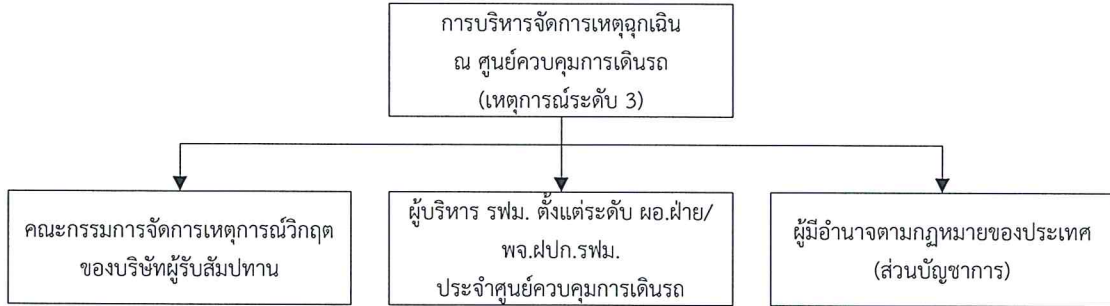 การบริหารจัดการเหตุฉุกเฉิน
ณ ศูนย์ควบคุมการเดินรถ
(เหตุการณ์ระดับ 3)
คณะกรรมการจัดการเหตุการณ์วิกฤต
ของบริษัทผู้รับสัมปทาน
ผู้บริหาร รฟม. ตั้งแต่ระดับ ผอ.ฝ่าย/
พจ.ฝปก.รฟม.
ประจำศูนย์ควบคุมการเดินรถ
ผู้มีอำนาจตามกฎหมายของประเทศ
(ส่วนบัญชาการ)